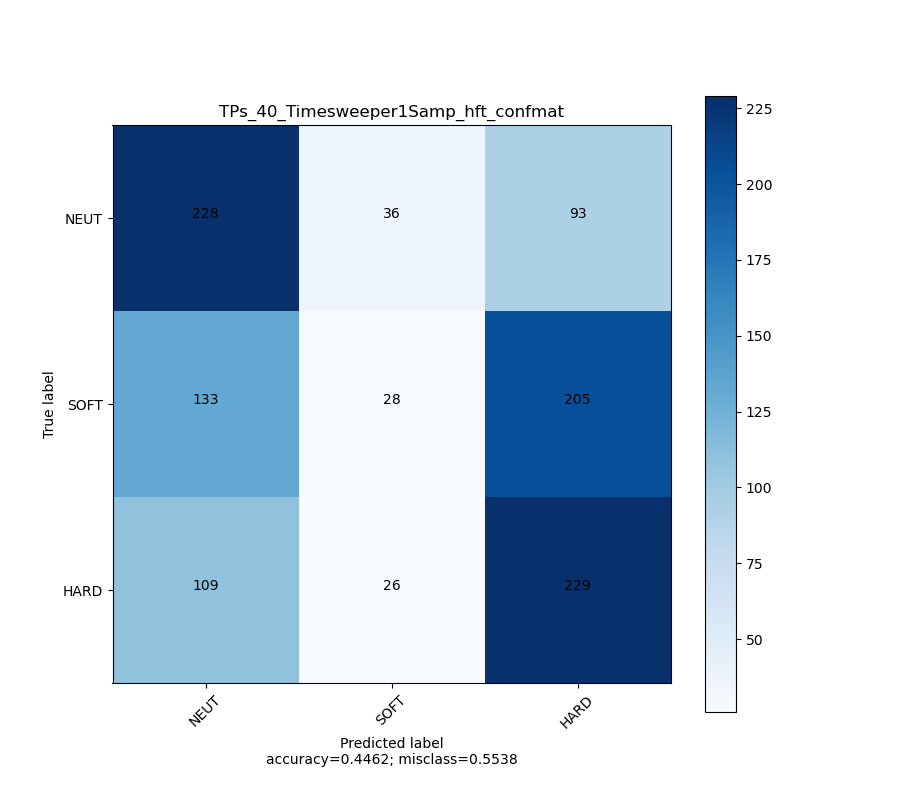 TPs_40_Timesweeper1Samp_hft_confmat
NEUT 228 36 93
SOFT 133 28 205
HARD 109 26 229
NEUT SOFT HARD
True label
Predicted label
accuracy=0.4462; misclass=0.5538
225
200
175
150
125
100
75
50